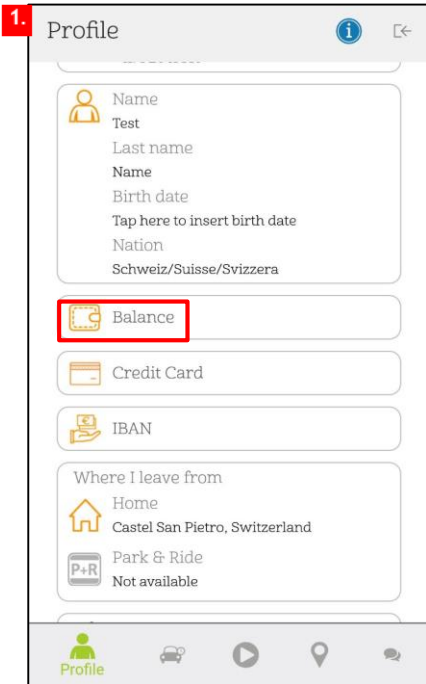 1.
Profile
Name
Test
Last name
Name
Birth date
Tap here to insert birth date
Nation
Schweiz/Suisse/Svizzera
Balance
Credit Card
IBAN
Where I leave from
Home
Castel San Pietro, Switzerland
P+R
Park & Ride
Not available
Profile